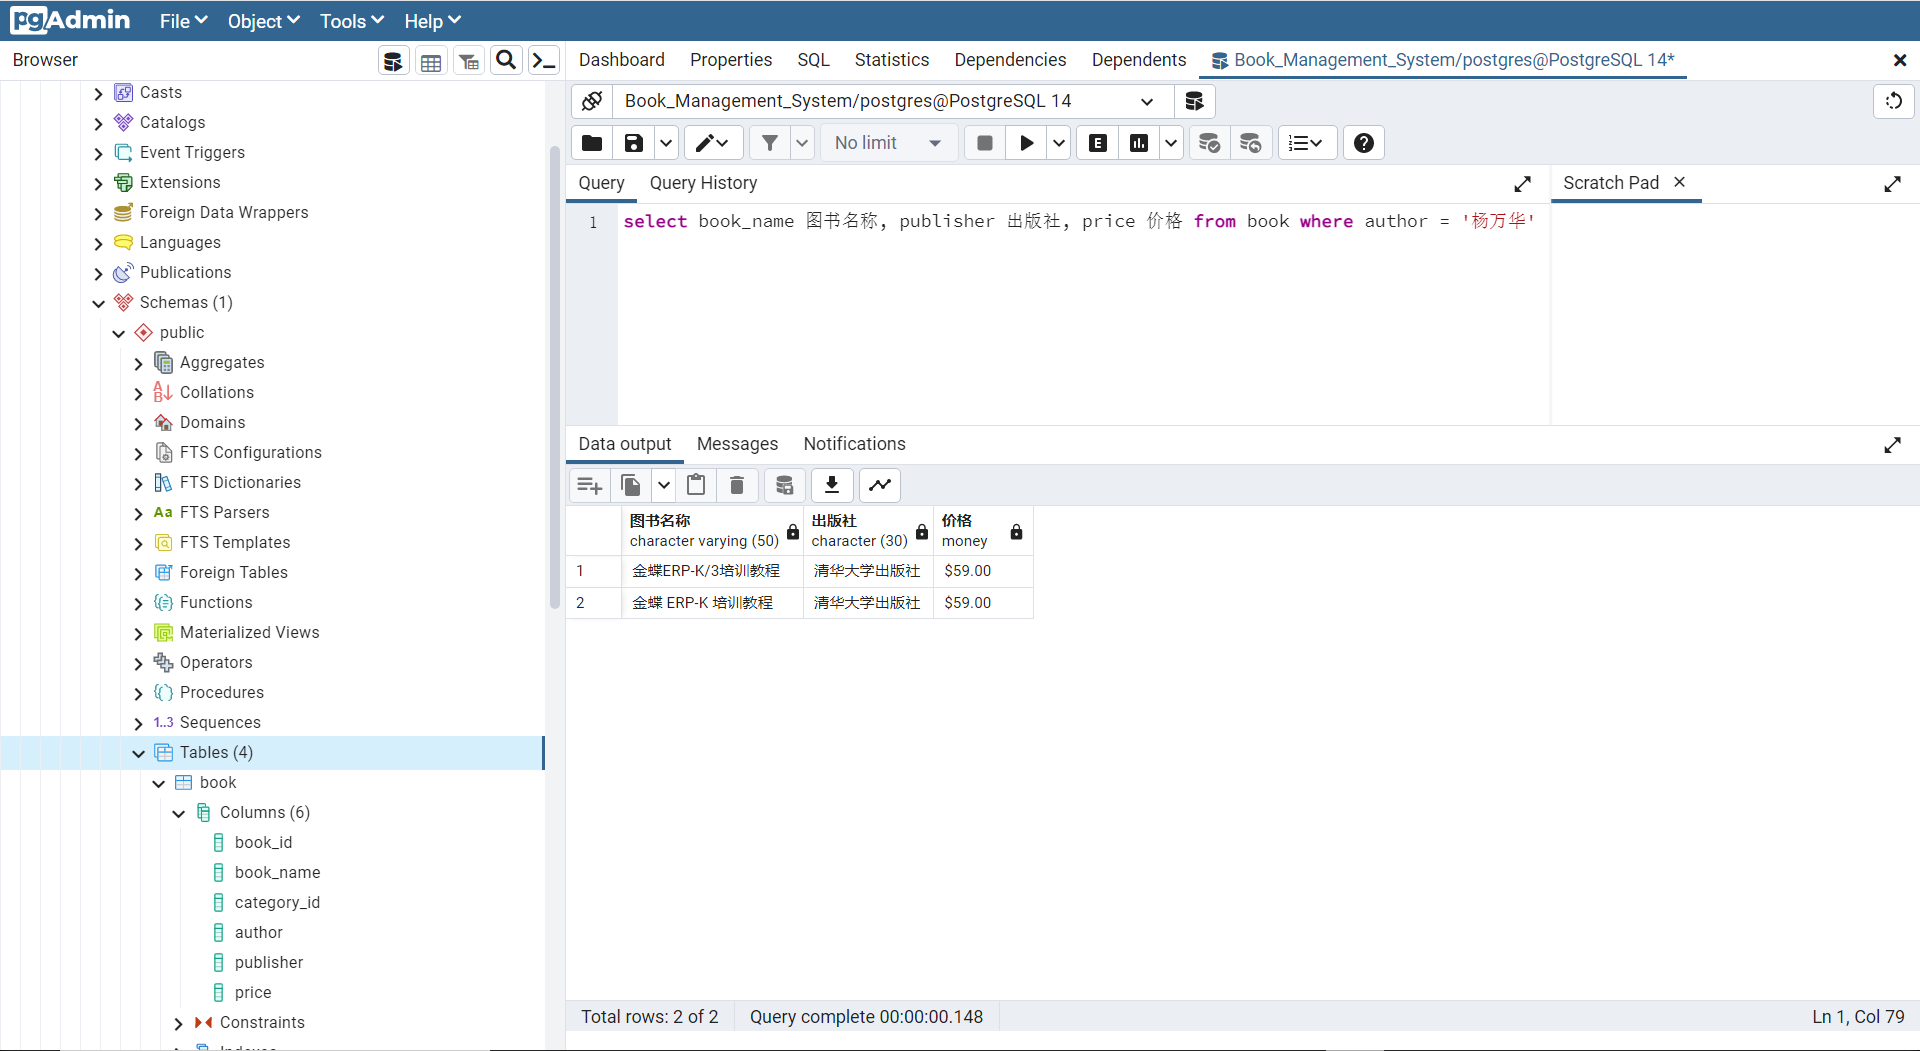 pgAdmin File Object Tools Help
Browser
Dashboard Properties SQL Statistics Dependencies Dependents Book_Management_System/postgres@PostgreSQL 14*
Book_Management_System/postgres@PostgreSQL 14
No limit
E
Query Query History
Scratch Pad
1 select book_name 图书名称, publisher 出版社, price 价格 from book where author = '杨万华'
Casts
Catalogs
Event Triggers
Extensions
Foreign Data Wrappers
Languages
Publications
Schemas (1)
public
Aggregates
Collations
Domains
FTS Configurations
FTS Dictionaries
Aa FTS Parsers
FTS Templates
Foreign Tables
Functions
Materialized Views
Operators
Procedures
1..3 Sequences
Tables (4)
book
Columns (6)
book_id
book_name
category_id
author
publisher
price
Constraints
Indexes
Data output Messages Notifications
图书名称 出版社 价格
character varying (50) character (30) money
1 金蝶ERP-K/3培训教程 清华大学出版社 $59.00
2 金蝶 ERP-K 培训教程 清华大学出版社 $59.00
Total rows: 2 of 2 Query complete 00:00:00.148 Ln 1, Col 79